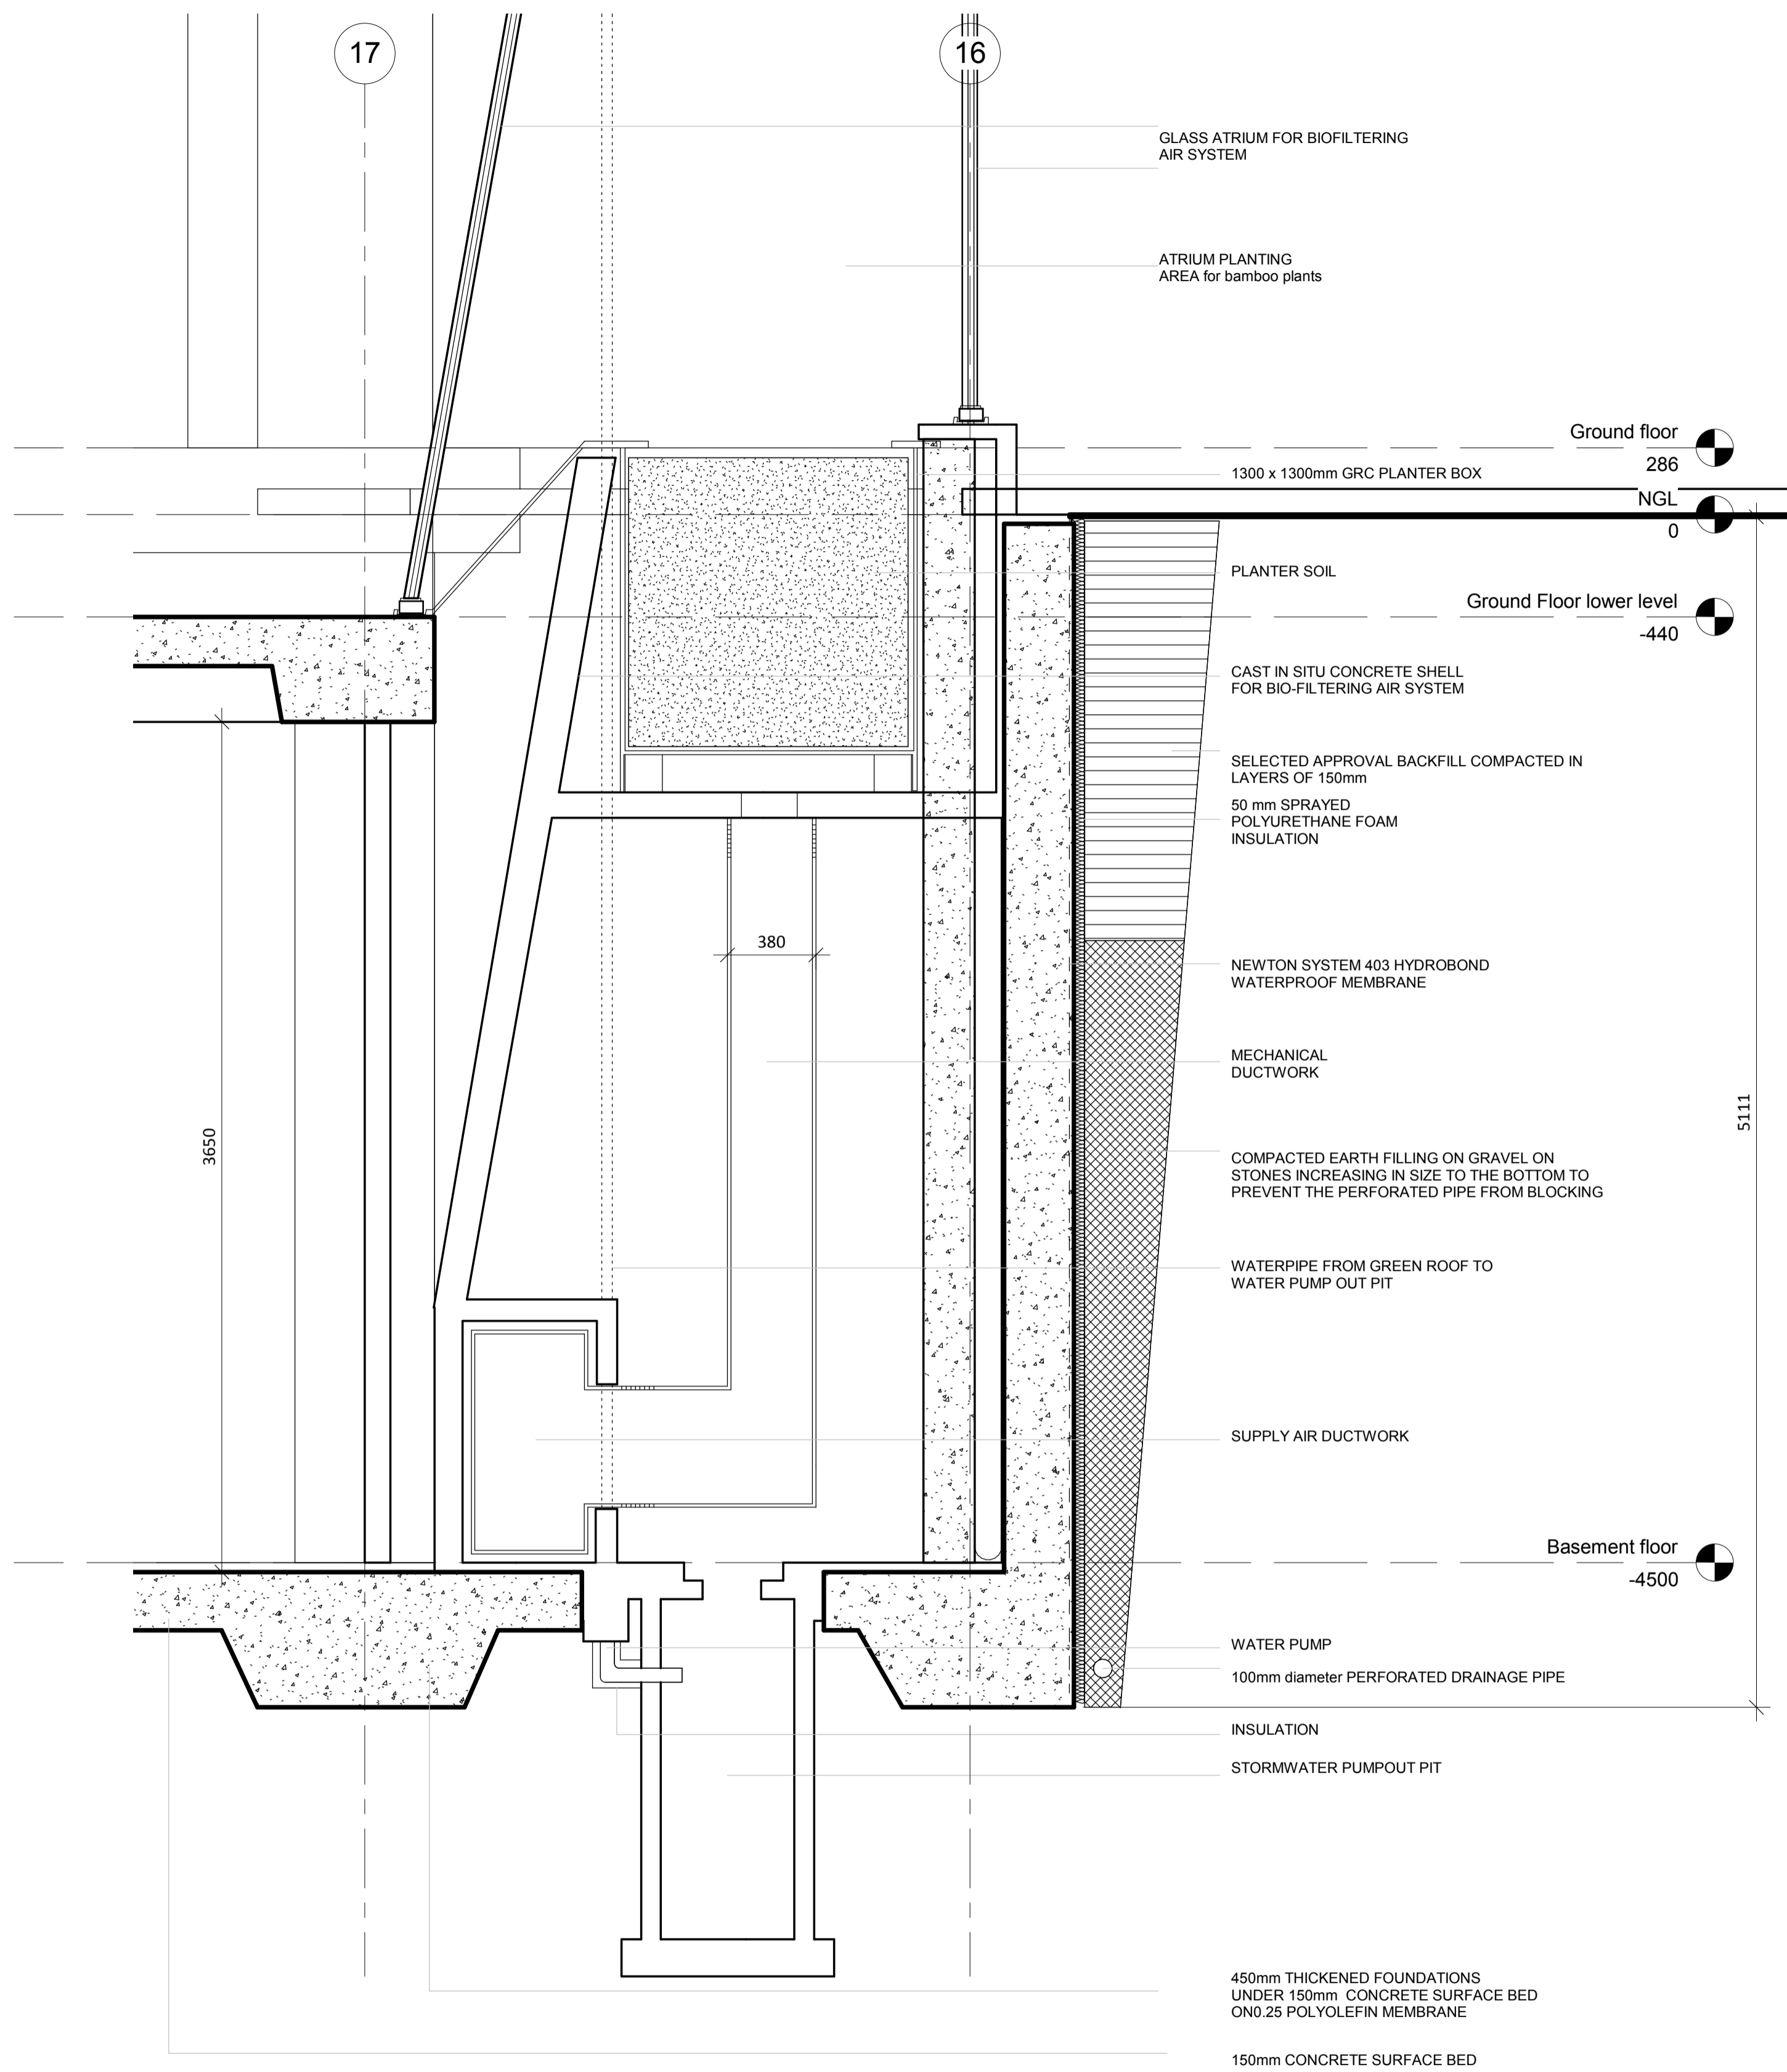 17
16
GLASS ATRIUM FOR BIOFILTERING
AIR SYSTEM
ATRIUM PLANTING
AREA for bamboo plants
Ground floor
286
1300 x 1300mm GRC PLANTER BOX
NGL
0
PLANTER SOIL
Ground Floor lower level
-440
CAST IN SITU CONCRETE SHELL
FOR BIO-FILTERING AIR SYSTEM
SELECTED APPROVAL BACKFILL COMPACTED IN
LAYERS OF 150mm
50 mm SPRAYED
POLYURETHANE FOAM
INSULATION
380
NEWTON SYSTEM 403 HYDROBOND
WATERPROOF MEMBRANE
MECHANICAL
DUCTWORK
3650
5111
COMPACTED EARTH FILLING ON GRAVEL ON
STONES INCREASING IN SIZE TO THE BOTTOM TO
PREVENT THE PERFORATED PIPE FROM BLOCKING
WATERPIPE FROM GREEN ROOF TO
WATER PUMP OUT PIT
SUPPLY AIR DUCTWORK
Basement floor
-4500
WATER PUMP
100mm diameter PERFORATED DRAINAGE PIPE
INSULATION
STORMWATER PUMPOUT PIT
450mm THICKENED FOUNDATIONS
UNDER 150mm CONCRETE SURFACE BED
ON0.25 POLYOLEFIN MEMBRANE
150mm CONCRETE SURFACE BED